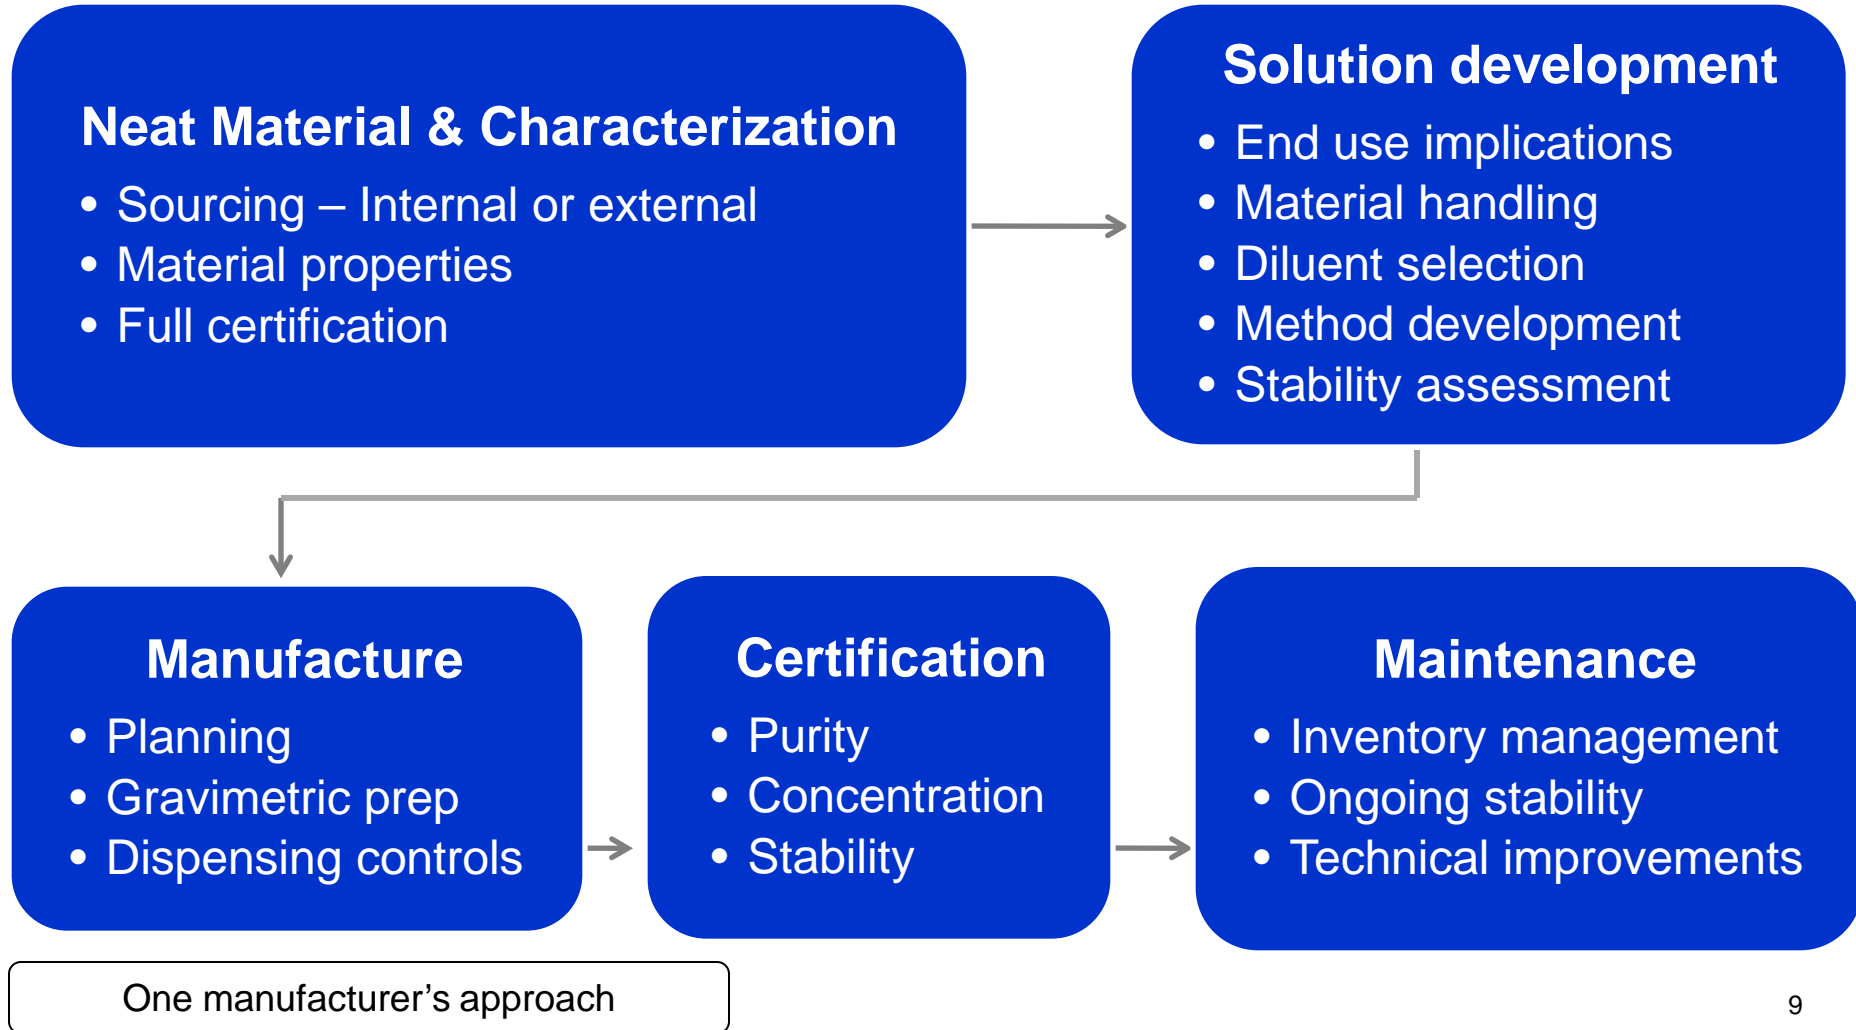 Neat Material & Characterization
• Sourcing – Internal or external
• Material properties
• Full certification
Solution development
• End use implications
• Material handling
• Diluent selection
• Method development
• Stability assessment
Manufacture
• Planning
• Gravimetric prep
• Dispensing controls
Certification
• Purity
• Concentration
• Stability
Maintenance
• Inventory management
• Ongoing stability
• Technical improvements
One manufacturer’s approach
9